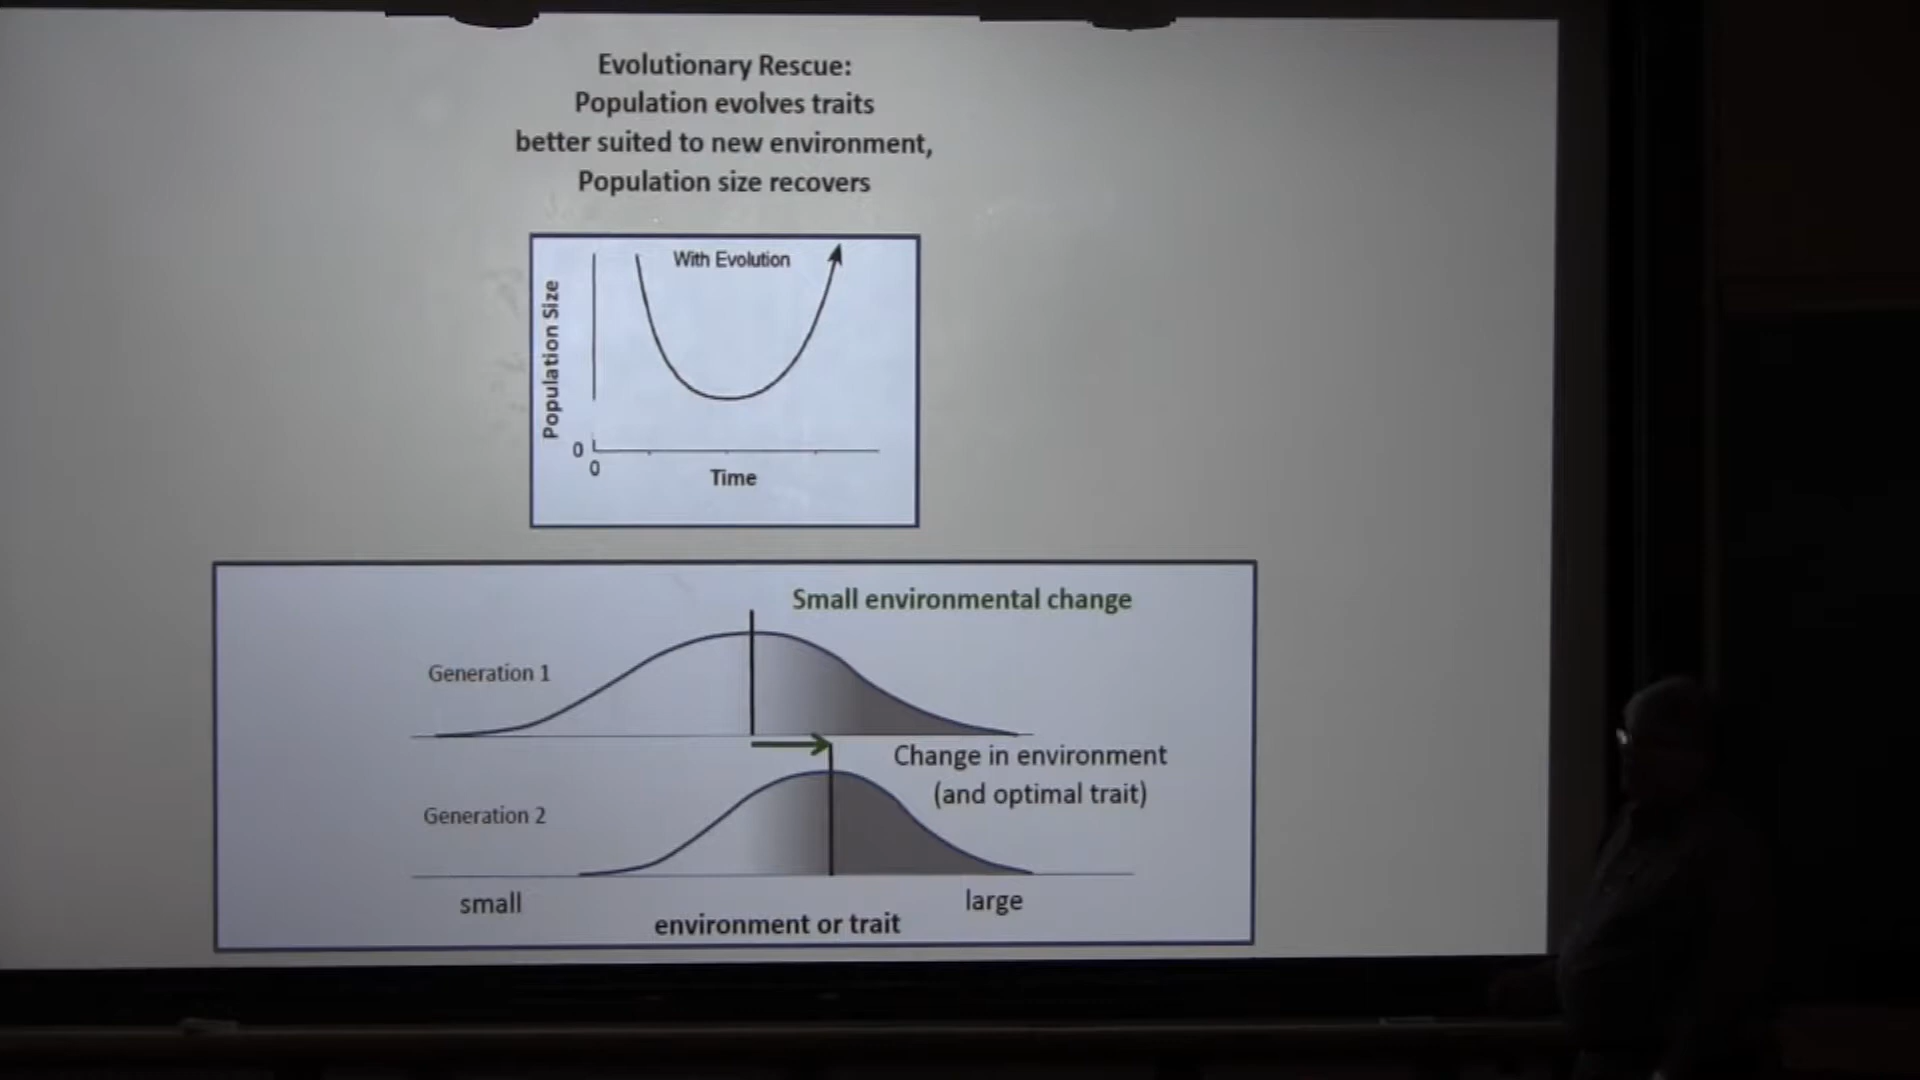 Evolutionary Rescue:
Population evolves traits
better suited to new environment,
Population size recovers
With Evolution
Population Size
0
0
Time
Small environmental change
Generation 1
Change in environment
(and optimal trait)
Generation 2
small
large
environment or trait